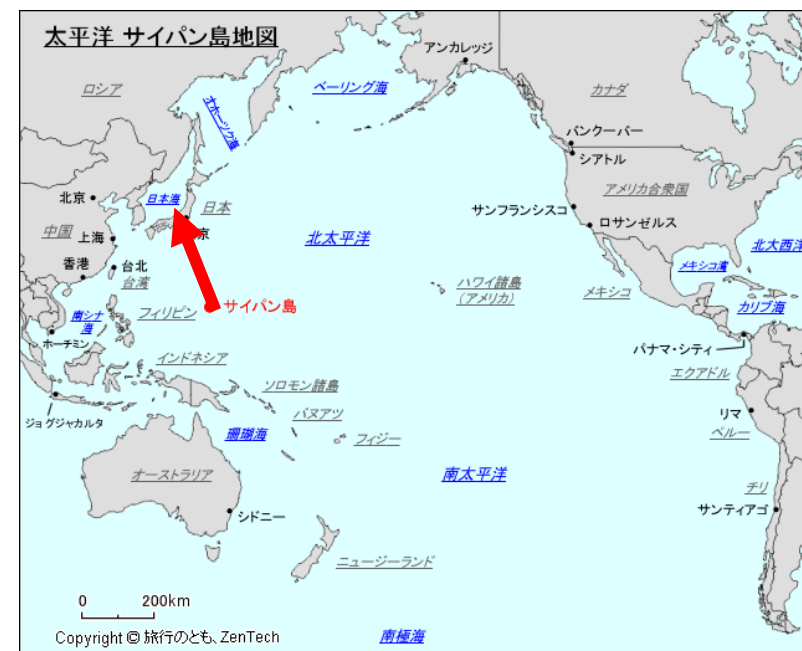 太平洋 サイパン島地図
アンカレッジ
ロシア
ベーリング海
カナダ
オホーツク海
バンクーバー
シアトル
北京
日本海
日本
アメリカ合衆国
サンフランシスコ
ロサンゼルス
中国
上海
京
北太平洋
北大西洋
メキシコ湾
香港
台北
台湾
ハワイ諸島
(アメリカ)
メキシコ
カリブ海
南シナ
海
フィリピン
サイパン島
ホーチミン
パナマ・シティ
インドネシア
エクアドル
ソロモン諸島
ジョグジャカルタ
バヌアツ
リマ
ペルー
珊瑚海
フィジー
オーストラリア
南太平洋
チリ
サンティアゴ
シドニー
ニュージーランド
0 200km
Copyright © 旅行のとも、ZenTech
南極海